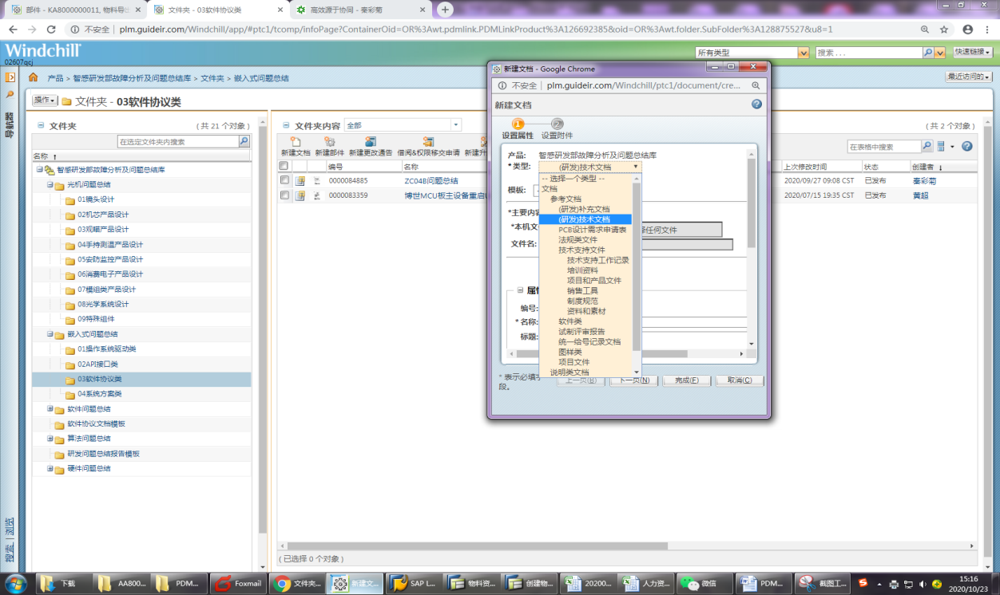 部件 - KA8000000011, 物料导出
文件夹 - 03软件协议类
高效源于协同 - 秦彩菊
不安全 | plm.guideir.com/Windchill/app/#ptc1/tcomp/infoPage?ContainerOid=OR%3Awt.pdmlink.PDMLinkProduct%3A126692385&oid=OR%3Awt.folder.SubFolder%3A128875527&u8=1
Windchill
02607qcj
所有类型
搜索 . . .
快速链接
产品 › 智感研发部故障分析及问题总结库 › 文件夹 › 嵌入式问题总结
最近访问的
操作
文件夹 - 03软件协议类
导航器
文件夹
( 共 21 个对象 )
在选定文件夹内搜索
名称 ↑
智感研发部故障分析及问题总结库
光机问题总结
01镜头设计
02机芯产品设计
03观瞄产品设计
04手持测温产品设计
05安防监控产品设计
06消费电子产品设计
07模组类产品设计
08光学系统设计
09特殊组件
嵌入式问题总结
01操作系统驱动类
02API接口类
03软件协议类
04系统方案类
软件问题总结
软件协议文档模板
算法问题总结
研发问题总结报告模板
硬件问题总结
搜索 | 浏览
文件夹内容
全部
( 共 2 个对象 )
新建文档 新建部件 新建更改通告 借阅&权限移交申请 新建升
在表格中搜索
编号
名称
上次修改时间
状态
创建者 ↓
0000084885
ZC04B问题总结
2020/09/27 09:08 CST
已发布
秦彩菊
0000083359
博世MCU板主设备重启
2020/07/15 19:35 CST
已发布
黄超
( 已选择 0 个对象 )
新建文档 - Google Chrome
不安全 | plm.guideir.com/Windchill/ptc1/document/cre...
新建文档
1
2
设置属性
设置附件
产品: 智感研发部故障分析及问题总结库
* 类型: (研发)技术文档
模板:
*主要内容
*本机文
择任何文件
文件名:
属
编号:
* 名称:
标题:
-- 选择一个类型 --
文档
参考文档
(研发)补充文档
(研发)技术文档
PCB设计需求申请表
法规类文件
技术支持文件
技术支持工作记录
培训资料
项目和产品文件
销售工具
制度规范
资料和素材
软件类
试制评审报告
统一给号记录文档
图样类
项目文件
说明类文档
* 表示必填字段。
上一页(B)
下一页(N)
完成(F)
取消(C)
下载
AA800...
PDM...
Foxmail
文件夹...
新建文...
SAP L...
物料资...
创建物...
20200...
人力资...
微信
PDM...
截图工...
15:16
2020/10/23